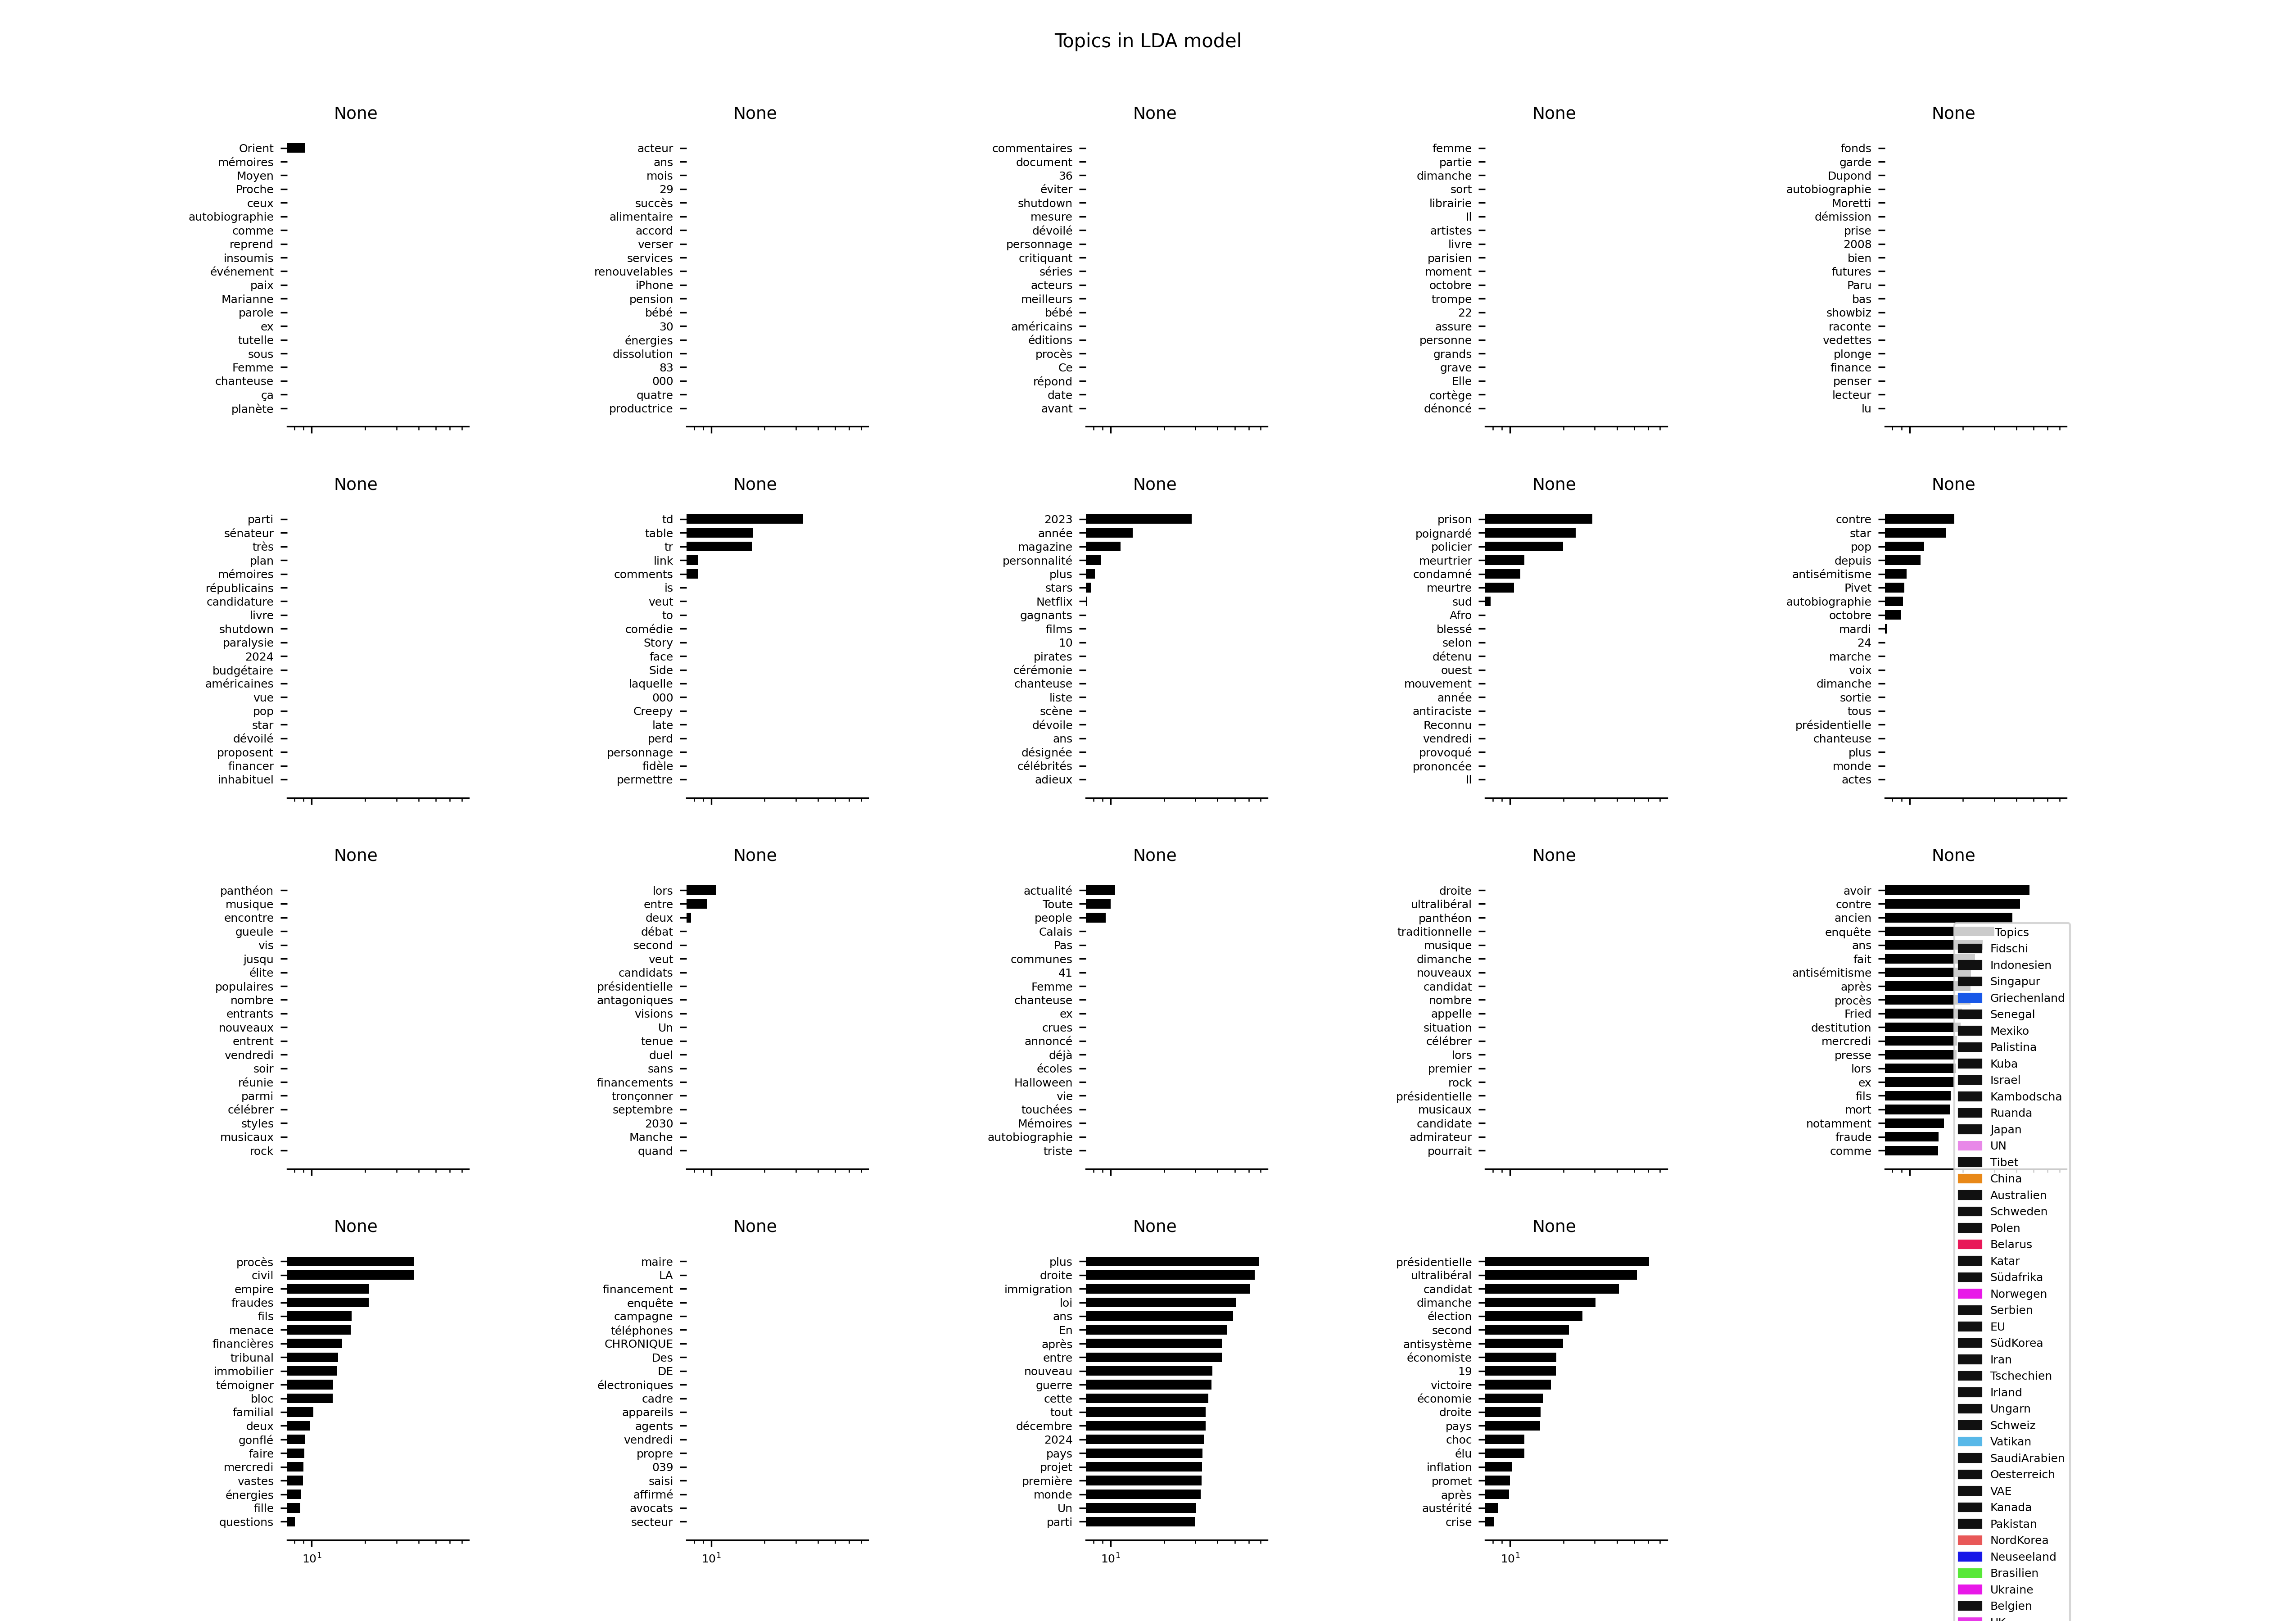 Topics in LDA model
None
Orient
mémoires
Moyen
Proche
ceux
autobiographie
comme
reprend
insoumis
événement
paix
Marianne
parole
ex
tutelle
sous
Femme
chanteuse
ça
planète
None
acteur
ans
mois
29
succès
alimentaire
accord
verser
services
renouvelables
iPhone
pension
bébé
30
énergies
dissolution
83
000
quatre
productrice
None
commentaires
document
36
éviter
shutdown
mesure
dévoilé
personnage
critiquant
séries
acteurs
meilleurs
bébé
américains
éditions
procès
Ce
répond
date
avant
None
femme
partie
dimanche
sort
librairie
Il
artistes
livre
parisien
moment
octobre
trompe
22
assure
personne
grands
grave
Elle
cortège
dénoncé
None
fonds
garde
Dupond
autobiographie
Moretti
démission
prise
2008
bien
futures
Paru
bas
showbiz
raconte
vedettes
plonge
finance
penser
lecteur
lu
None
parti
sénateur
très
plan
mémoires
républicains
candidature
livre
shutdown
paralysie
2024
budgétaire
américaines
vue
pop
star
dévoilé
proposent
financer
inhabituel
None
td
table
tr
link
comments
is
veut
to
comédie
Story
face
Side
laquelle
000
Creepy
late
perd
personnage
fidèle
permettre
None
2023
année
magazine
personnalité
plus
stars
Netflix
gagnants
films
10
pirates
cérémonie
chanteuse
liste
scène
dévoile
ans
désignée
célébrités
adieux
None
prison
poignardé
policier
meurtrier
condamné
meurtre
sud
Afro
blessé
selon
détenu
ouest
mouvement
année
antiraciste
Reconnu
vendredi
provoqué
prononcée
Il
None
contre
star
pop
depuis
antisémitisme
Pivet
autobiographie
octobre
mardi
24
marche
voix
dimanche
sortie
tous
présidentielle
chanteuse
plus
monde
actes
None
panthéon
musique
encontre
gueule
vis
jusqu
élite
populaires
nombre
entrants
nouveaux
entrent
vendredi
soir
réunie
parmi
célébrer
styles
musicaux
rock
None
lors
entre
deux
débat
second
veut
candidats
présidentielle
antagoniques
visions
Un
tenue
duel
sans
financements
tronçonner
septembre
2030
Manche
quand
None
actualité
Toute
people
Calais
Pas
communes
41
Femme
chanteuse
ex
crues
annoncé
déjà
écoles
Halloween
vie
touchées
Mémoires
autobiographie
triste
None
droite
ultralibéral
panthéon
traditionnelle
musique
dimanche
nouveaux
candidat
nombre
appelle
situation
célébrer
lors
premier
rock
présidentielle
musicaux
candidate
admirateur
pourrait
None
avoir
contre
ancien
enquête
ans
fait
antisémitisme
après
procès
Fried
destitution
mercredi
presse
lors
ex
fils
mort
notamment
fraude
comme
None
procès
civil
empire
fraudes
fils
menace
financières
tribunal
immobilier
témoigner
bloc
familial
deux
gonflé
faire
mercredi
vastes
énergies
fille
questions
10¹
None
maire
LA
financement
enquête
campagne
téléphones
CHRONIQUE
Des
DE
électroniques
cadre
appareils
agents
vendredi
propre
039
saisi
affirmé
avocats
secteur
10¹
None
plus
droite
immigration
loi
ans
En
après
entre
nouveau
guerre
cette
tout
décembre
2024
pays
projet
première
monde
Un
parti
10¹
None
présidentielle
ultralibéral
candidat
dimanche
élection
second
antisystème
économiste
19
victoire
économie
droite
pays
choc
élu
inflation
promet
après
austérité
crise
10¹
Topics
Fidschi
Indonesien
Singapur
Griechenland
Senegal
Mexiko
Palistina
Kuba
Israel
Kambodscha
Ruanda
Japan
UN
Tibet
China
Australien
Schweden
Polen
Belarus
Katar
Südafrika
Norwegen
Serbien
EU
SüdKorea
Iran
Tschechien
Irland
Ungarn
Schweiz
Vatikan
SaudiArabien
Oesterreich
VAE
Kanada
Pakistan
NordKorea
Neuseeland
Brasilien
Ukraine
Belgien